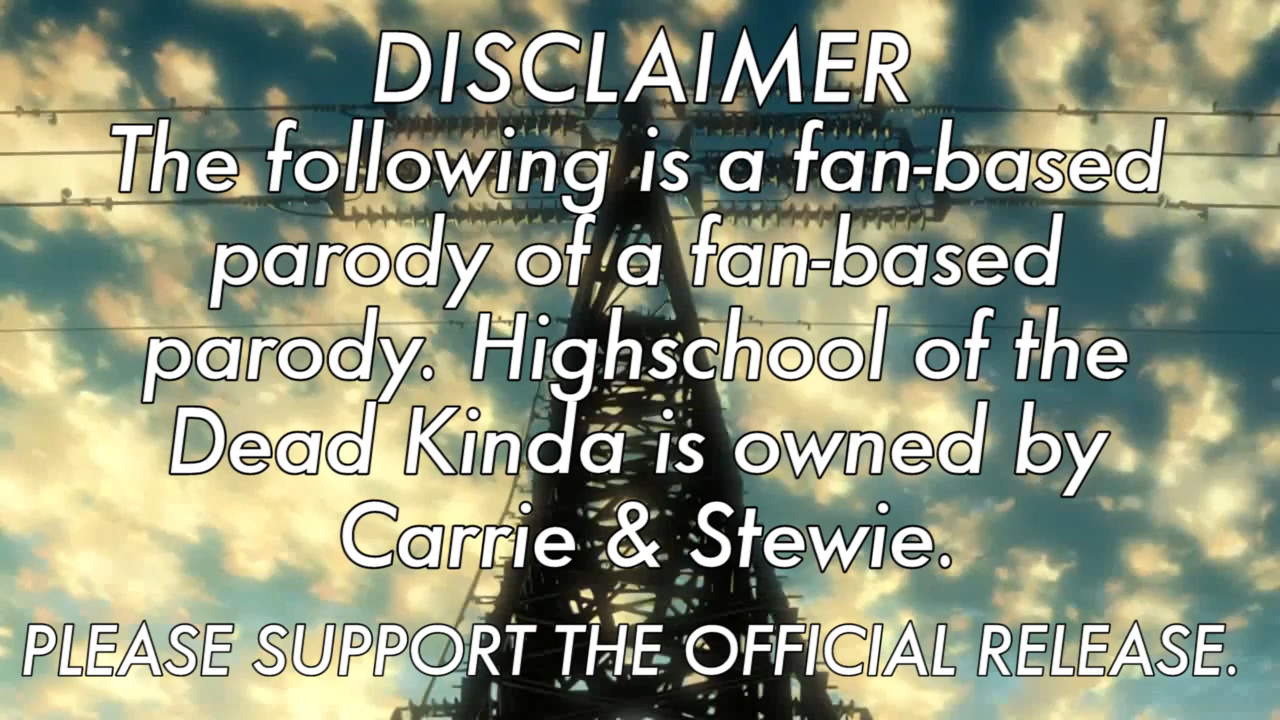 DISCLAIMER
The following is a fan-based
parody of a fan-based
parody. Highschool of the
Dead Kinda is owned by
Carrie & Stewie.
PLEASE SUPPORT THE OFFICIAL RELEASE.